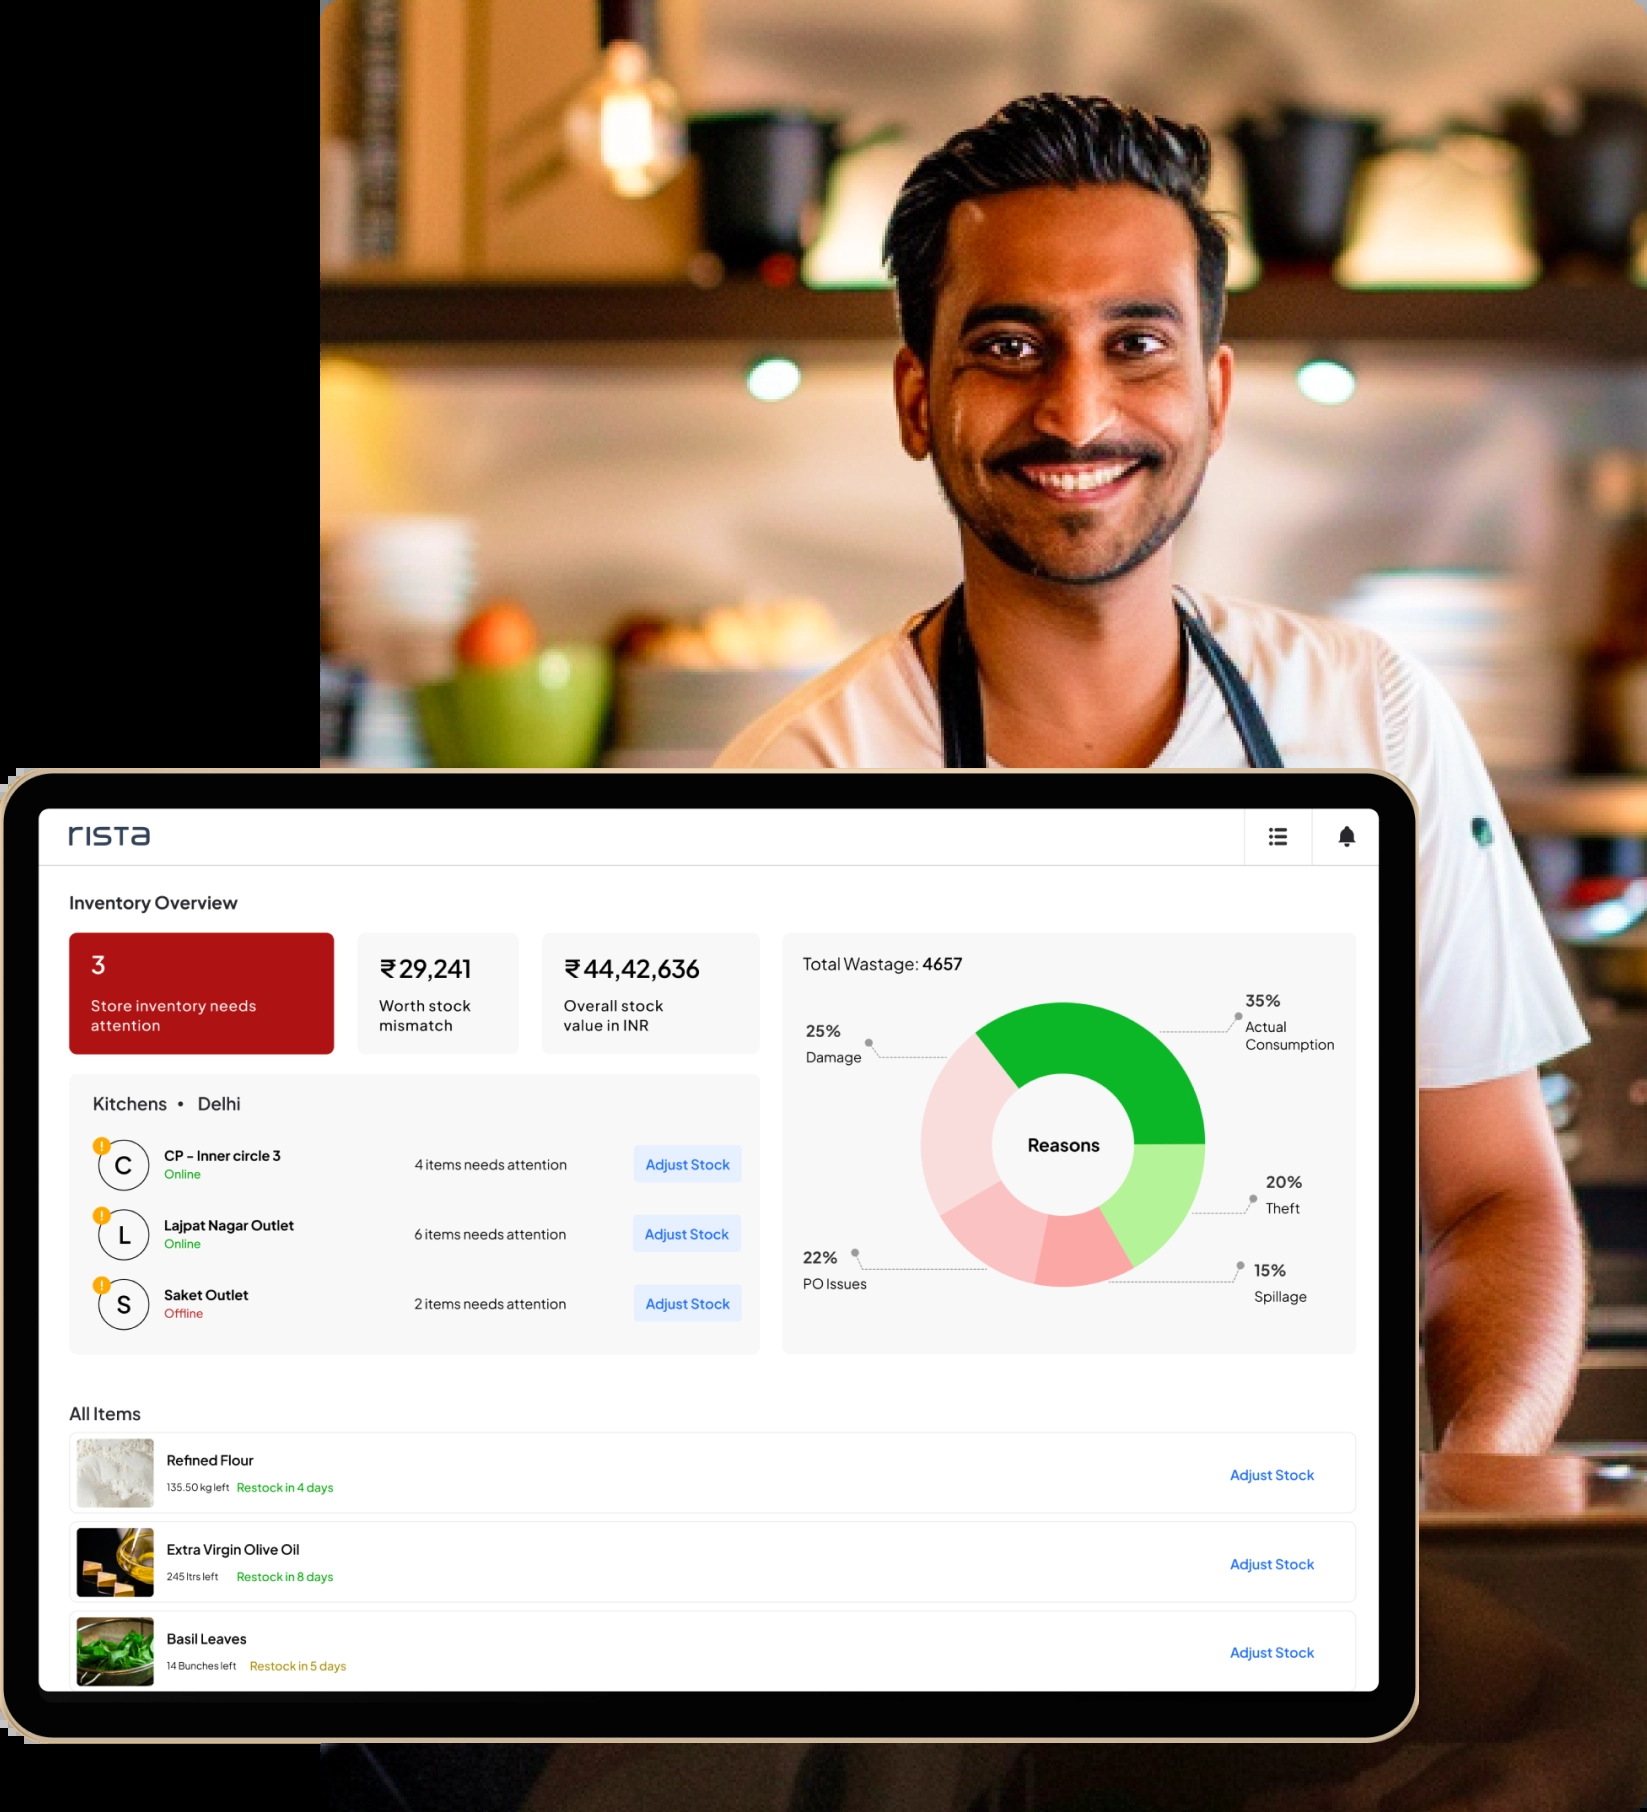 rısta
Inventory Overview
3
Store inventory needs
attention
₹29,241
Worth stock
mismatch
₹44,42,636
Overall stock
value in INR
Kitchens • Delhi
! C
CP - Inner circle 3
Online
4 items needs attention
Adjust Stock
! L
Lajpat Nagar Outlet
Online
6 items needs attention
Adjust Stock
! S
Saket Outlet
Offline
2 items needs attention
Adjust Stock
Total Wastage: 4657
35%
Actual
Consumption
25%
Damage
Reasons
20%
Theft
22%
PO Issues
15%
Spillage
All Items
Refined Flour
135.50 kg left Restock in 4 days
Adjust Stock
Extra Virgin Olive Oil
245 ltrs left Restock in 8 days
Adjust Stock
Basil Leaves
14 Bunches left Restock in 5 days
Adjust Stock